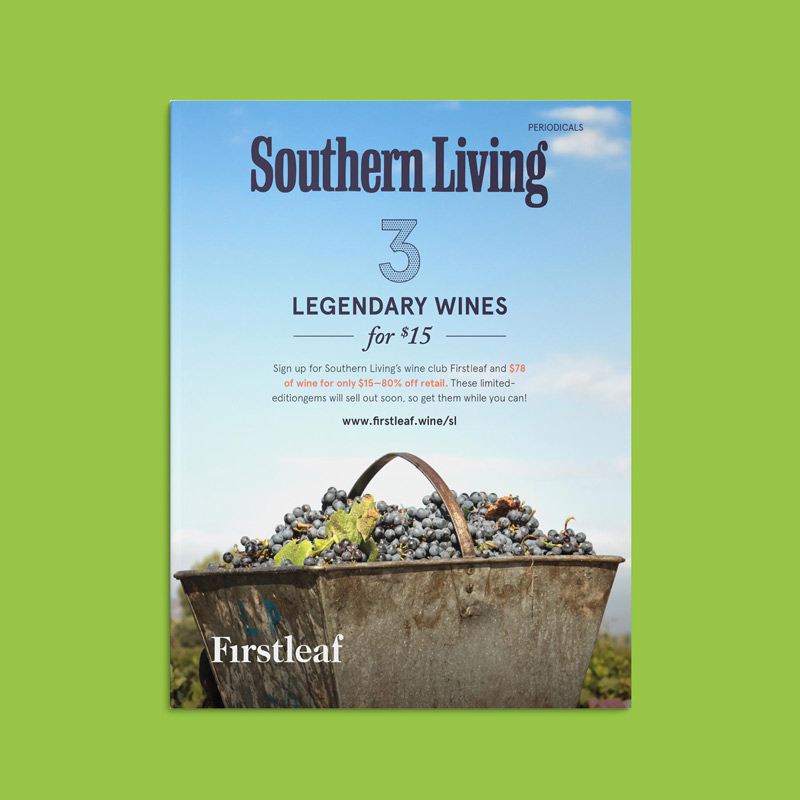 PERIODICALS
Southern Living
3
LEGENDARY WINES
for $15
Sign up for Southern Living's wine club Firstleaf and $78
of wine for only $15—80% off retail. These limited-
editiongems will sell out soon, so get them while you can!
www.firstleaf.wine/sl
Firstleaf